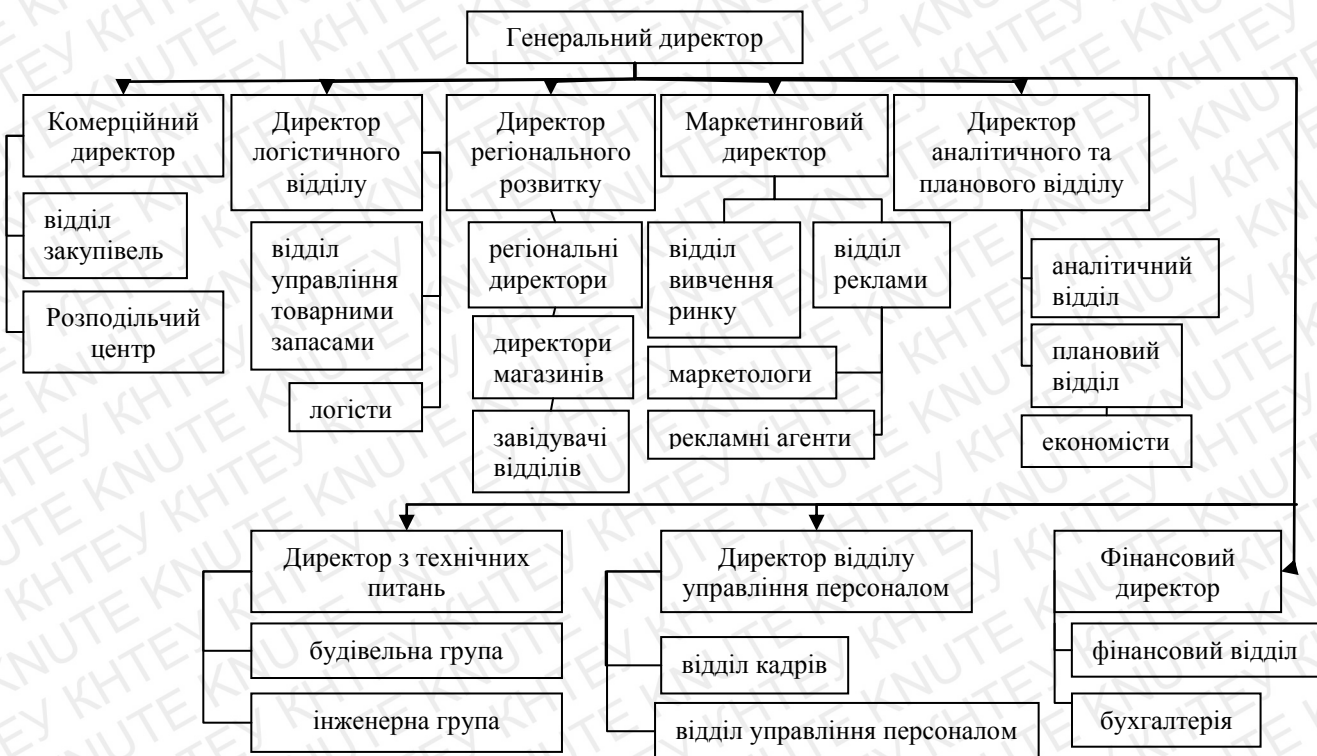 Генеральний директор
Комерційний
директор
відділ
закупівель
Розподільчий
центр
Директор
логістичного
відділу
відділ
управління
товарними
запасами
логісти
Директор
регіонального
розвитку
регіональні
директори
директори
магазинів
завідувачі
відділів
Маркетинговий
директор
відділ
вивчення
ринку
відділ
реклами
маркетологи
рекламні агенти
Директор
аналітичного та
планового відділу
аналітичний
відділ
плановий
відділ
економісти
Директор з технічних
питань
будівельна група
інженерна група
Директор відділу
управління персоналом
відділ кадрів
відділ управління персоналом
Фінансовий
директор
фінансовий відділ
бухгалтерія